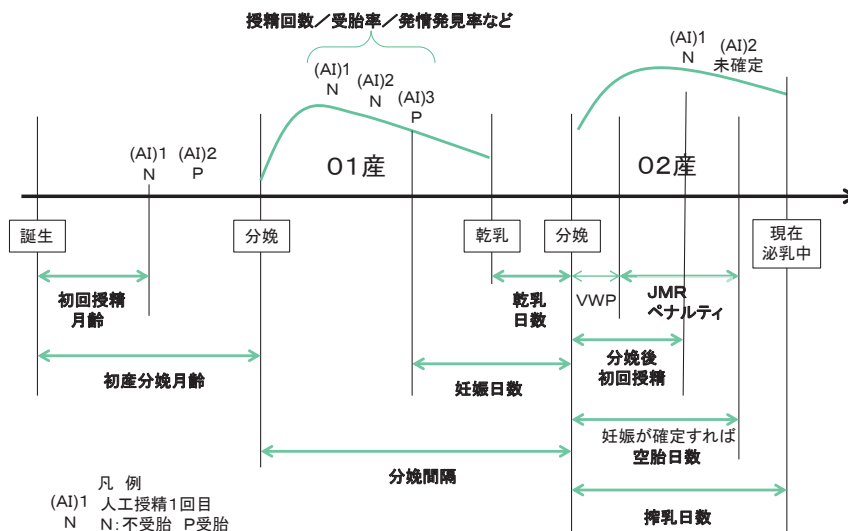 授精回数／受胎率／発情発見率など
(AI)1
N
(AI)2
N
(AI)3
P
(AI)1
N
(AI)2
未確定
(AI)1
N
(AI)2
P
01産
02産
誕生
分娩
乾乳
分娩
現在
泌乳中
初回授精
月齢
乾乳
日数
VWP
JMR
ペナルティ
初産分娩月齢
妊娠日数
分娩後
初回授精
分娩間隔
妊娠が確定すれば
空胎日数
搾乳日数
凡 例
(AI)1 人工授精1回目
N N:不受胎 P受胎